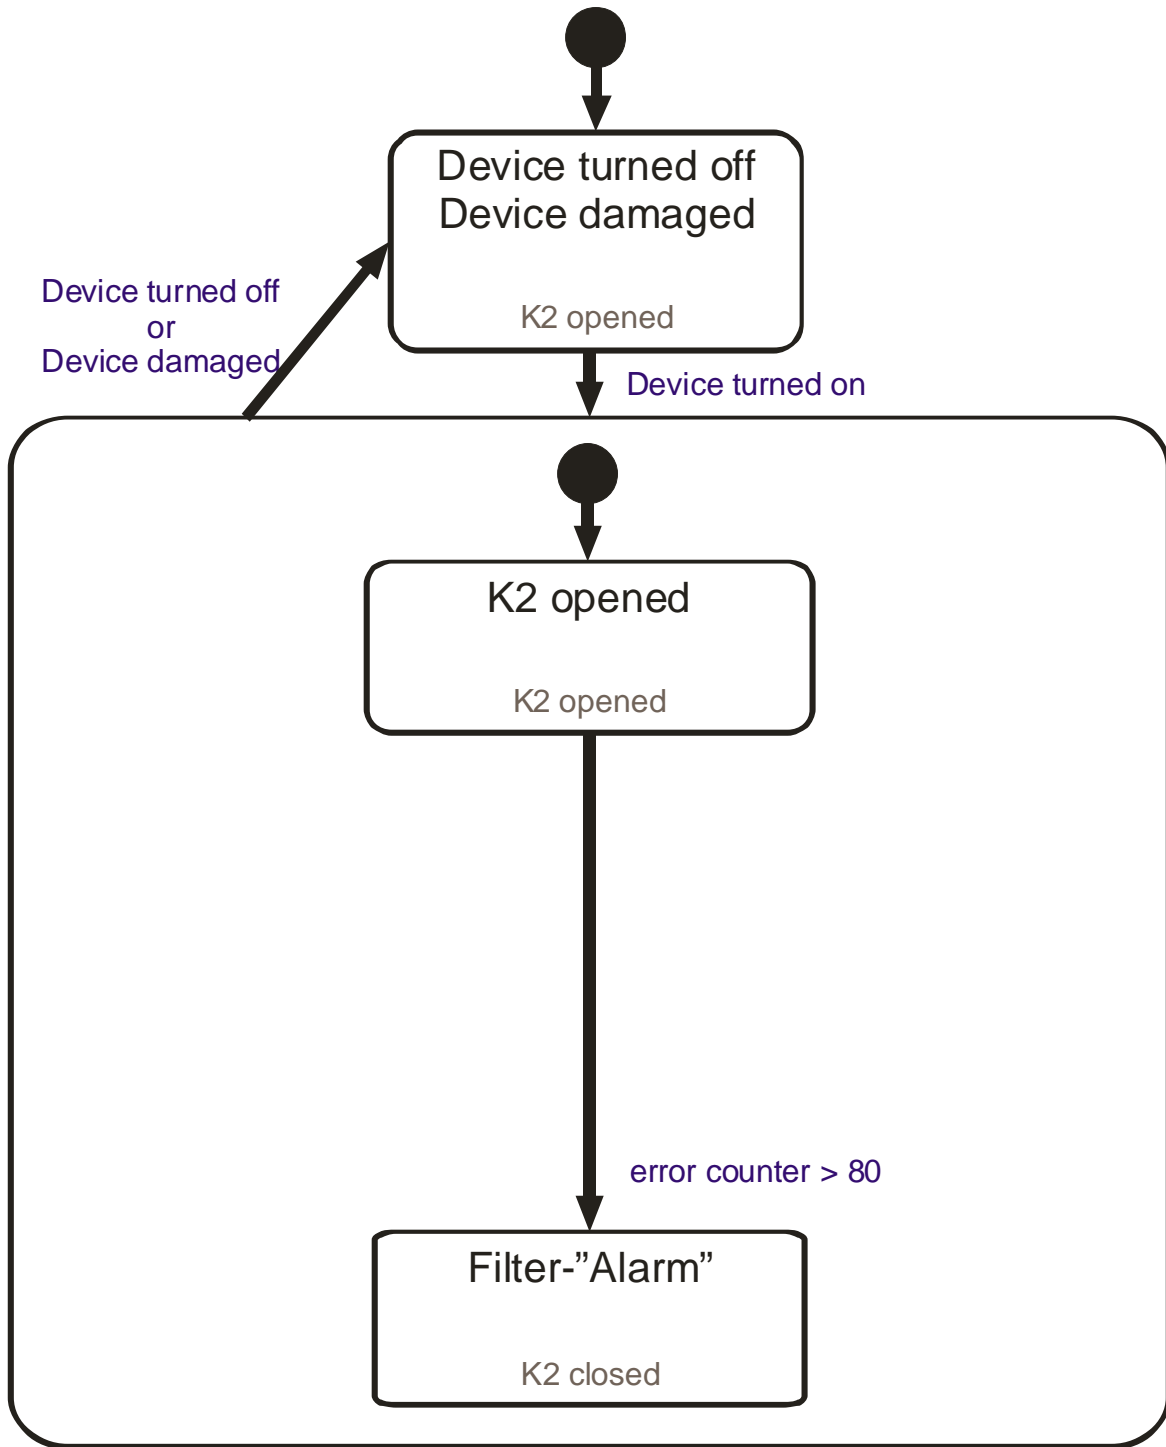 Device turned off
Device damaged
K2 opened
Device turned off
or
Device damaged
Device turned on
K2 opened
K2 opened
error counter > 80
Filter-”Alarm”
K2 closed